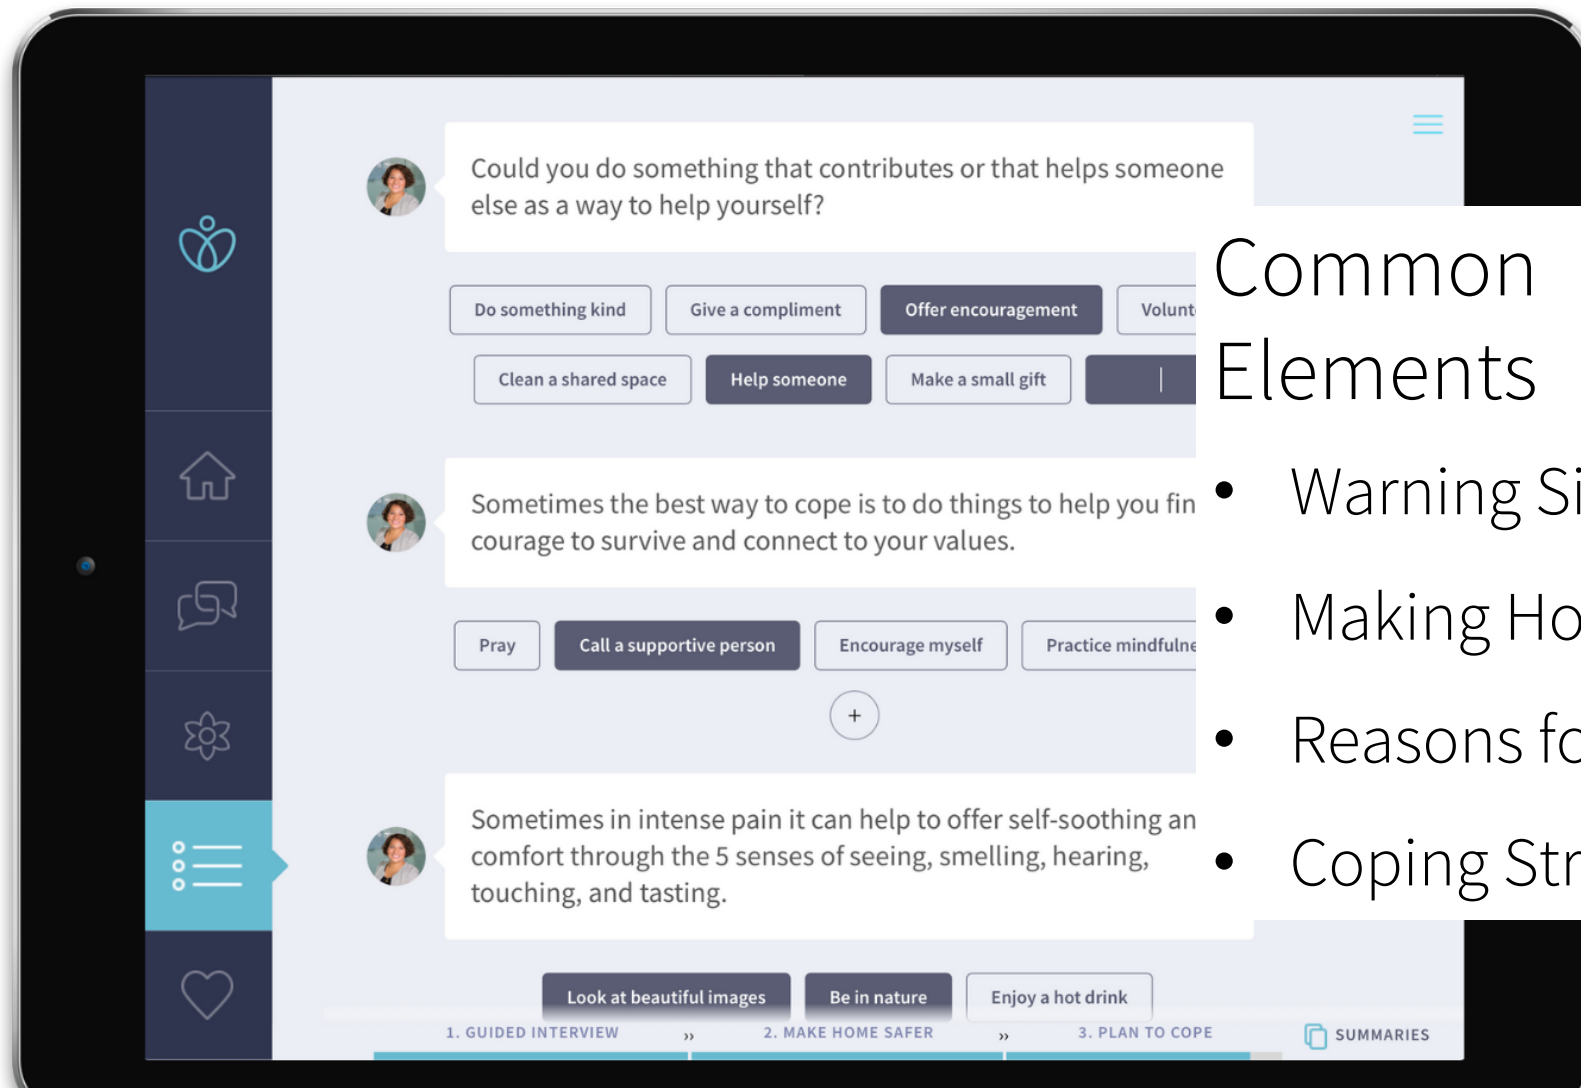 Could you do something that contributes or that helps someone
else as a way to help yourself?
Do something kind
Give a compliment
Offer encouragement
Clean a shared space
Help someone
Make a small gift
Sometimes the best way to cope is to do things to help you
courage to survive and connect to your values.
Pray
Call a supportive person
Encourage myself
Practice
+
Sometimes in intense pain it can help to offer self-soothing
comfort through the 5 senses of seeing, smelling, hearing,
touching, and tasting.
Look at beautiful images
Be in nature
Enjoy a hot drink
1. GUIDED INTERVIEW
››
2. MAKE HOME SAFER
››
3. PLAN TO COPE
SUMMARIES
Common
Elements
• Warning
• Making
• Reasons
• Coping